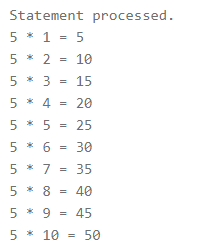 Statement processed.
5 * 1 = 5
5 * 2 = 10
5 * 3 = 15
5 * 4 = 20
5 * 5 = 25
5 * 6 = 30
5 * 7 = 35
5 * 8 = 40
5 * 9 = 45
5 * 10 = 50